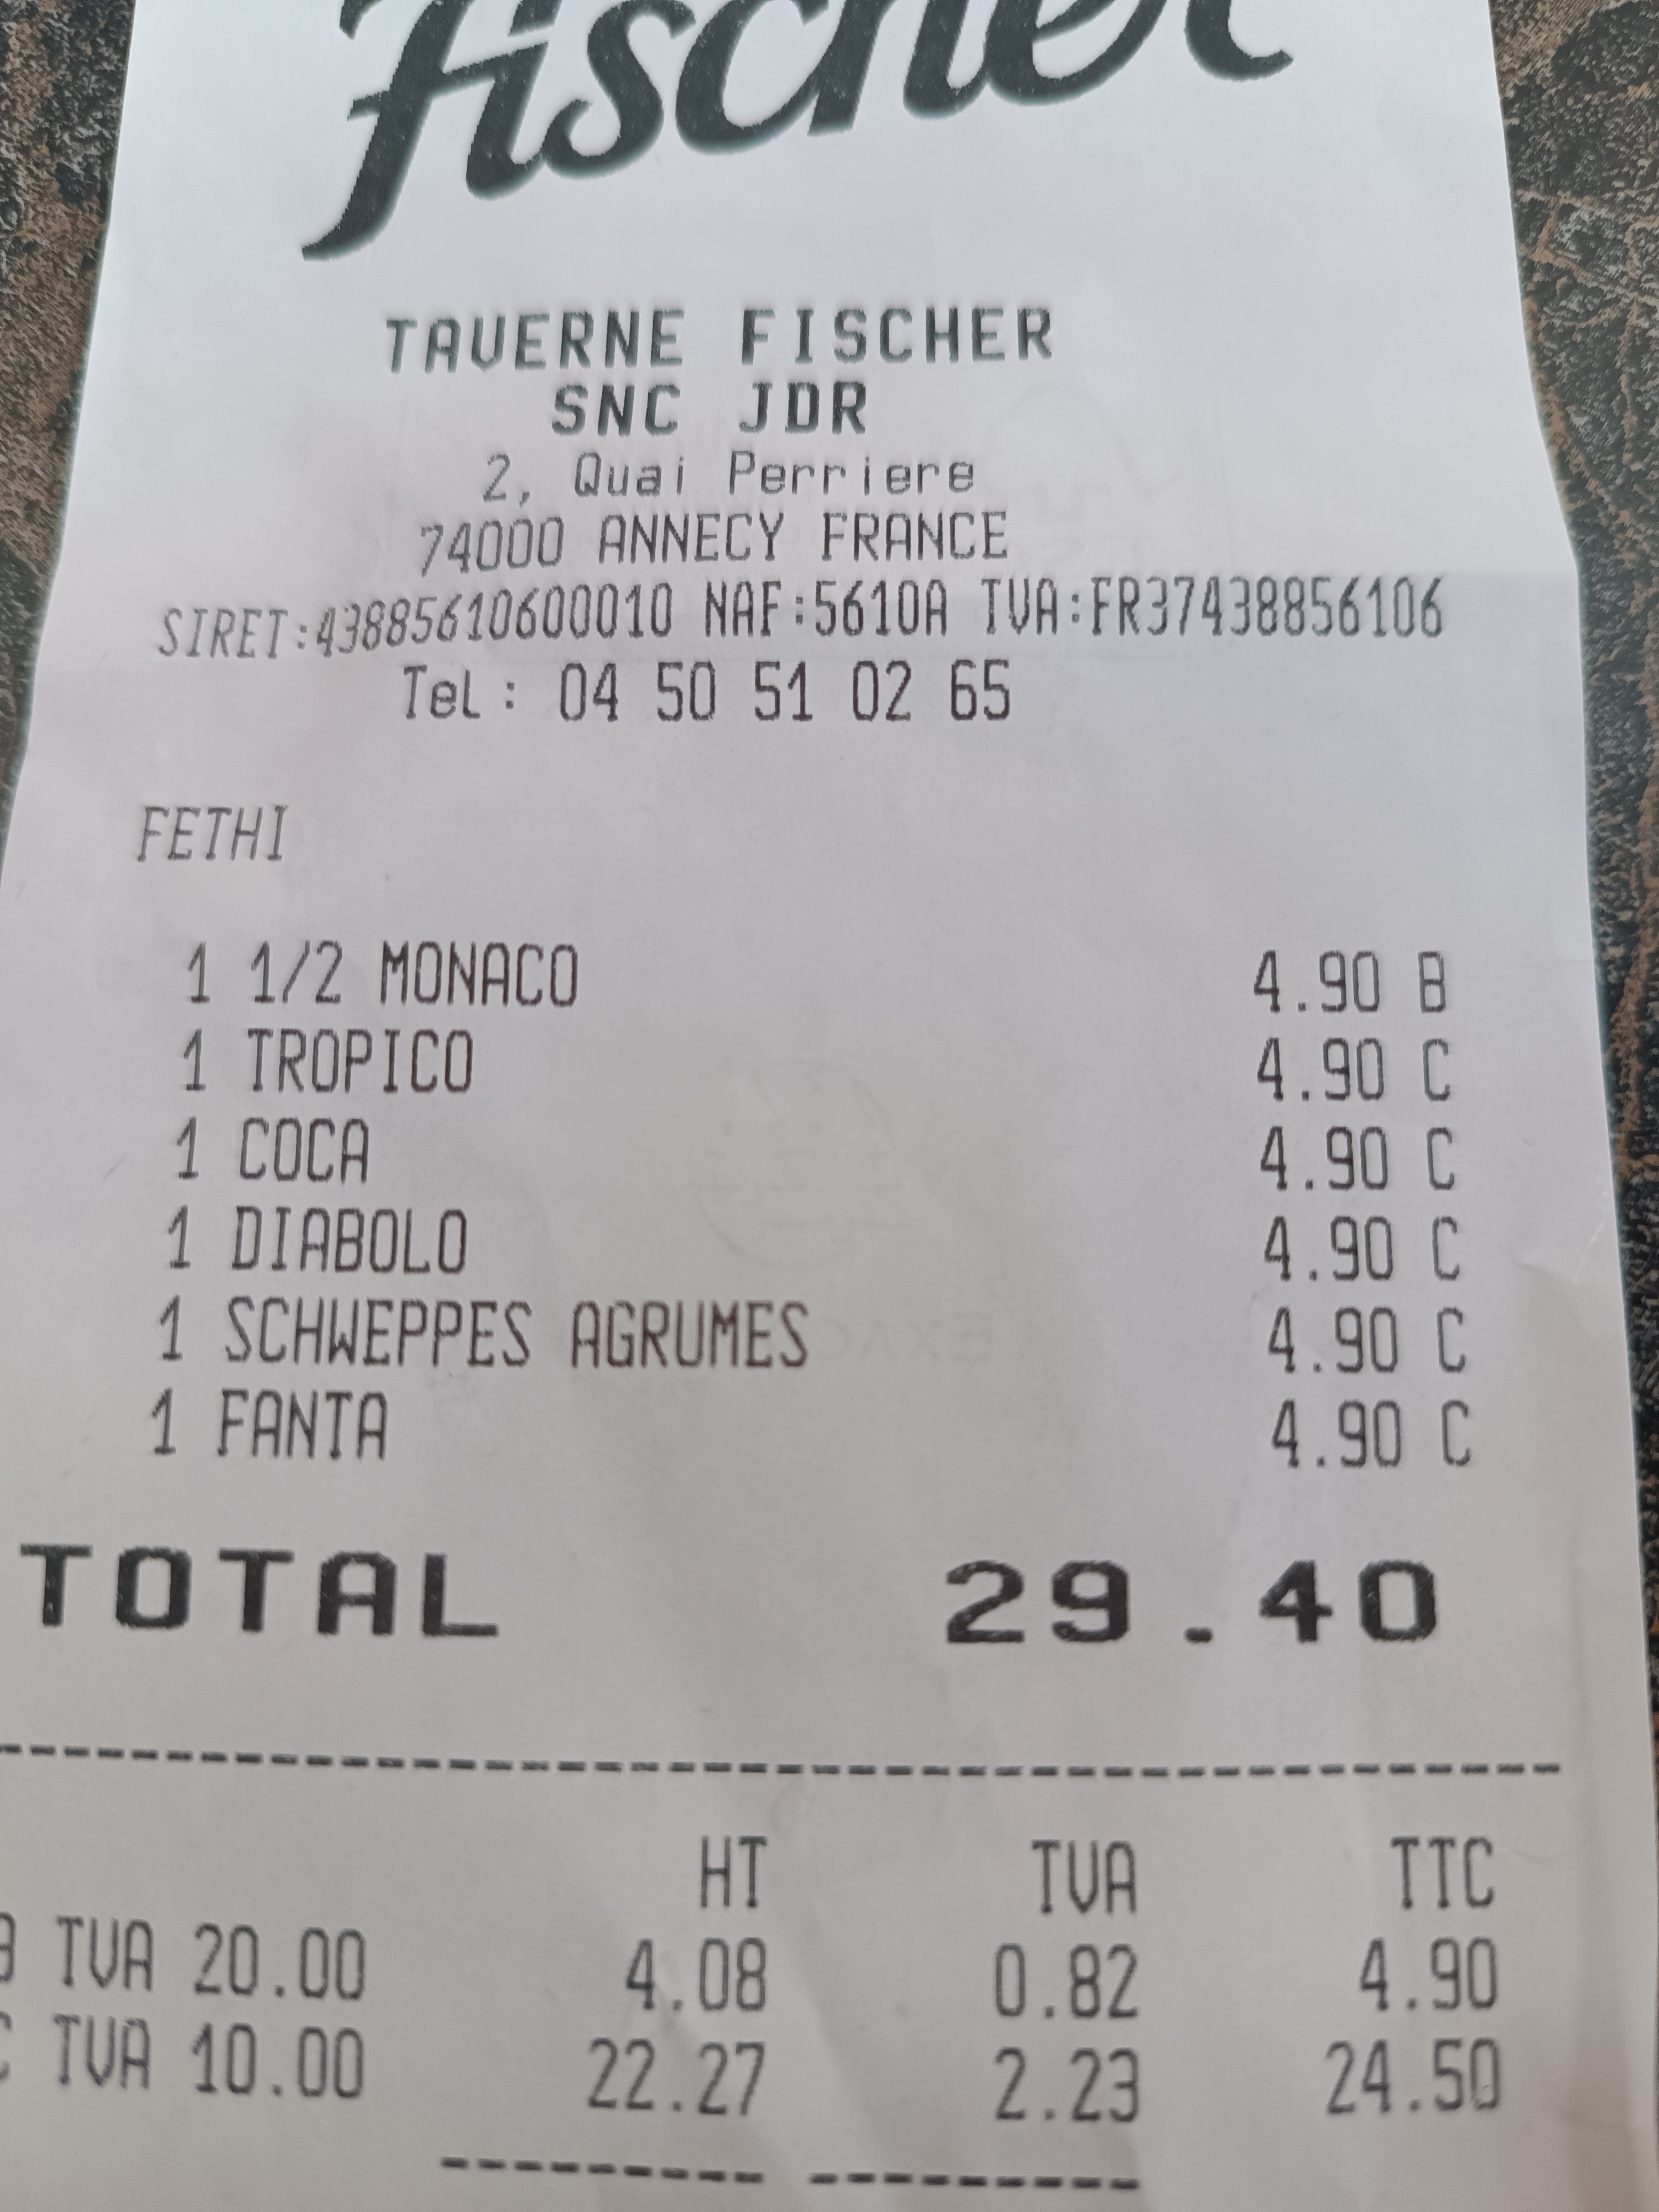 Fischer
TAVERNE FISCHER
SNC JDR
2, Quai Perriere
74000 ANNECY FRANCE
SIRET:43885610600010 NAF:5610A TVA:FR37438856106
Tel : 04 50 51 02 65
FETHI
1 1/2 MONACO 4.90 B
1 TROPICO 4.90 C
1 COCA 4.90 C
1 DIABOLO 4.90 C
1 SCHWEPPES AGRUMES 4.90 C
1 FANTA 4.90 C
TOTAL 29.40
HT TVA TTC
B TVA 20.00 4.08 0.82 4.90
C TVA 10.00 22.27 2.23 24.50